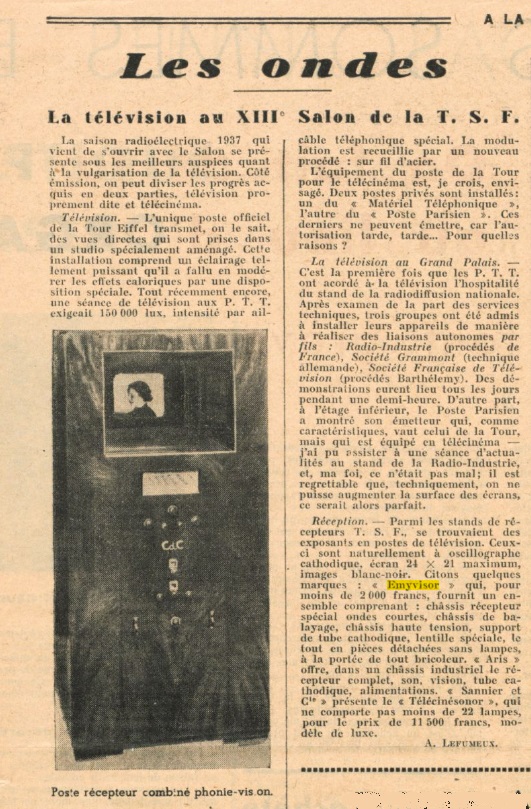 A LA
Les ondes
La télévision au XIII° Salon de la T. S. F.
La saison radioélectrique 1937 qui
vient de s'ouvrir avec le Salon se pré-
sente sous les meilleurs auspices quant
à la vulgarisation de la télévision. Côté
émission, on peut diviser les progrès ac-
quis en deux parties, télévision pro-
prement dite et télécinéma.
Télévision. — L'unique poste officiel
de la Tour Eiffel transmet, on le sait,
des vues directes qui sont prises dans
un studio spécialement aménagé. Cette
installation comprend un éclairage tel-
lement puissant qu'il a fallu en modé-
rer les effets caloriques par une dispo-
sition spéciale. Tout récemment encore,
une séance de télévision aux P. T. T.
exigeait 150 000 lux, intensité par ail-
CdC
Poste récepteur combiné phonie-vis on.
câble téléphonique spécial. La modu-
lation est recueillie par un nouveau
procédé : sur fil d'acier.
L'équipement du poste de la Tour
pour le télécinéma est, je crois, envi-
sagé. Deux postes privés sont installés:
un du « Matériel Téléphonique »,
l'autre du « Poste Parisien ». Ces
derniers ne peuvent émettre, car l'au-
torisation tarde, tarde... Pour quelles
raisons ?
La télévision au Grand Palais. —
C'est la première fois que les P. T. T.
ont accordé à la télévision l'hospitalité
du stand de la radiodiffusion nationale.
Après examen de la part des services
techniques, trois groupes ont été admis
à installer leurs appareils de manière
à réaliser des liaisons autonomes par
fils : Radio-Industrie (procédés de
France), Société Grammont (technique
allemande), Société Française de Télé-
vision (procédés Barthélemy). Des dé-
monstrations eurent lieu tous les jours
pendant une demi-heure. D'autre part,
à l'étage inférieur, le Poste Parisien
a montré son émetteur qui, comme
caractéristiques, vaut celui de la Tour,
mais qui est équipé en télécinéma —
j'ai pu assister à une séance d'actua-
lités au stand de la Radio-Industrie,
et, ma foi, ce n'était pas mal; il est
regrettable que, techniquement, on ne
puisse augmenter la surface des écrans,
ce serait alors parfait.
Réception. — Parmi les stands de ré-
cepteurs T. S. F., se trouvaient des
exposants en postes de télévision. Ceux-
ci sont naturellement à oscillographe
cathodique, écran 24 × 21 maximum,
images blanc-noir. Citons quelques
marques : « Emyvisor » qui, pour
moins de 2 000 francs, fournit un en-
semble comprenant : châssis récepteur
spécial ondes courtes, châssis de ba-
layage, châssis haute tension, support
de tube cathodique, lentille spéciale, le
tout en pièces détachées sans lampes,
à la portée de tout bricoleur. « Aris »
offre, dans un châssis industriel le ré-
cepteur complet, son, vision, tube ca-
thodique, alimentations. « Sannier et
Cie » présente le « Télécinésonor », qui
ne comporte pas moins de 22 lampes,
pour le prix de 11 500 francs, mo-
dèle de luxe.
A. LEFUMEUX.